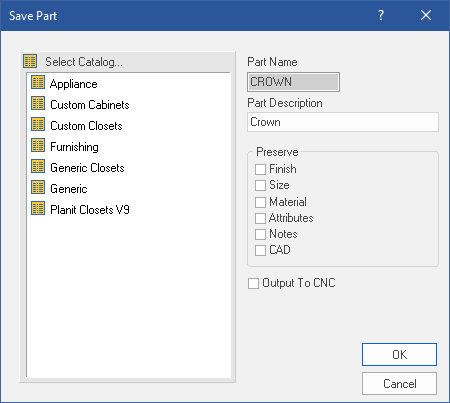 Save Part
?
Select Catalog...
Appliance
Custom Cabinets
Custom Closets
Furnishing
Generic Closets
Generic
Planit Closets V9
Part Name
CROWN
Part Description
Crown
Preserve
Finish
Size
Material
Attributes
Notes
CAD
Output To CNC
OK
Cancel